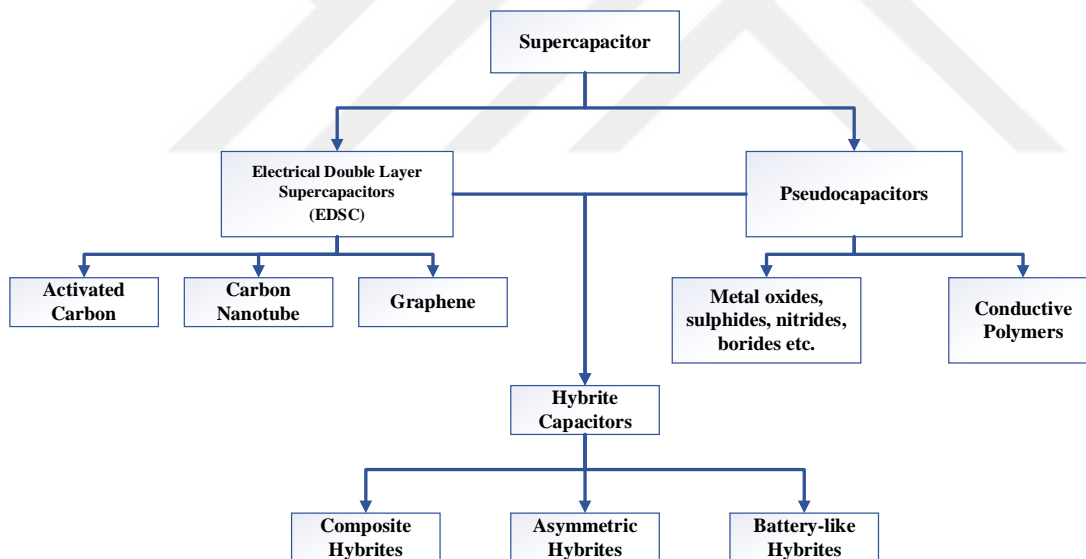 Supercapacitor
Electrical Double Layer
Supercapacitors
(EDSC)
Pseudocapacitors
Activated
Carbon
Carbon
Nanotube
Graphene
Metal oxides,
sulphides, nitrides,
borides etc.
Conductive
Polymers
Hybrite
Capacitors
Composite
Hybrites
Asymmetric
Hybrites
Battery-like
Hybrites